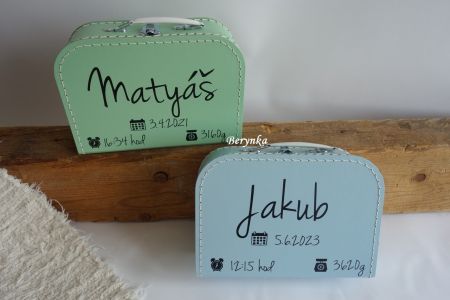 Matyáš
3.4.2021
16:34 hod 3160g
Berynka
Jakub
5.6.2023
12:15 hod 3620g